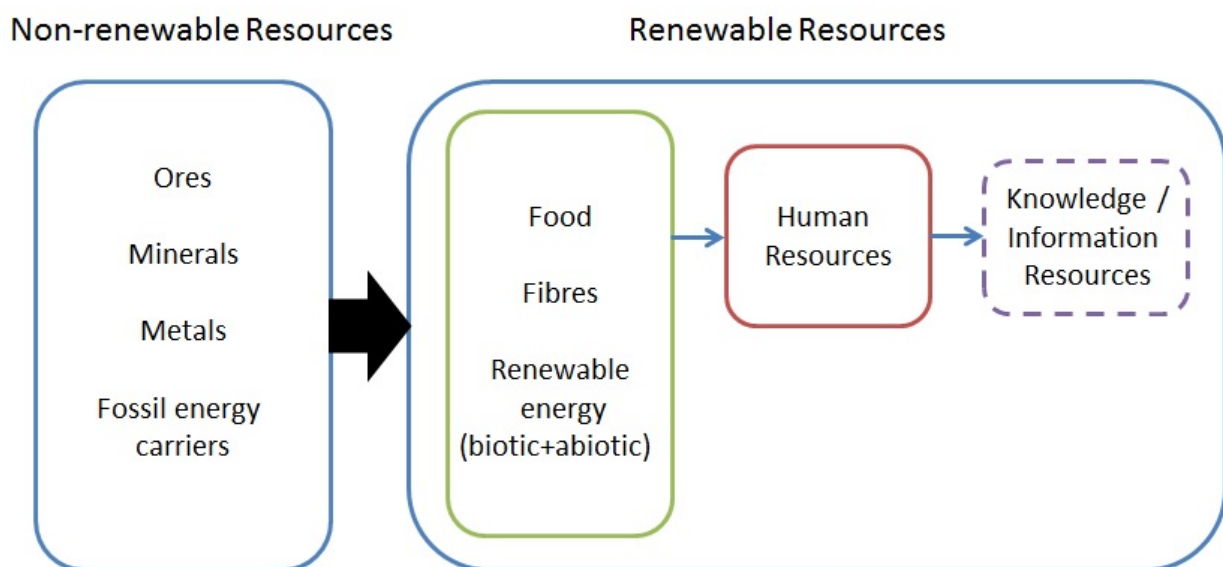 Non-renewable Resources
Renewable Resources
Ores
Minerals
Metals
Fossil energy
carriers
Food
Fibres
Renewable
energy
(biotic+abiotic)
Human
Resources
Knowledge /
Information
Resources